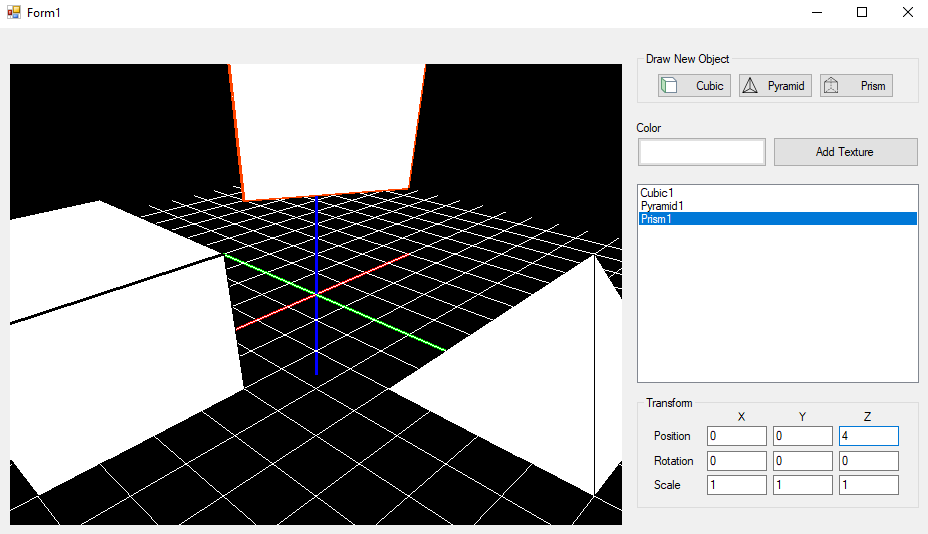 Form1
Draw New Object
Cubic Pyramid Prism
Color
Add Texture
Cubic1
Pyramid1
Prism1
Transform
X Y Z
Position 0 0 4
Rotation 0 0 0
Scale 1 1 1